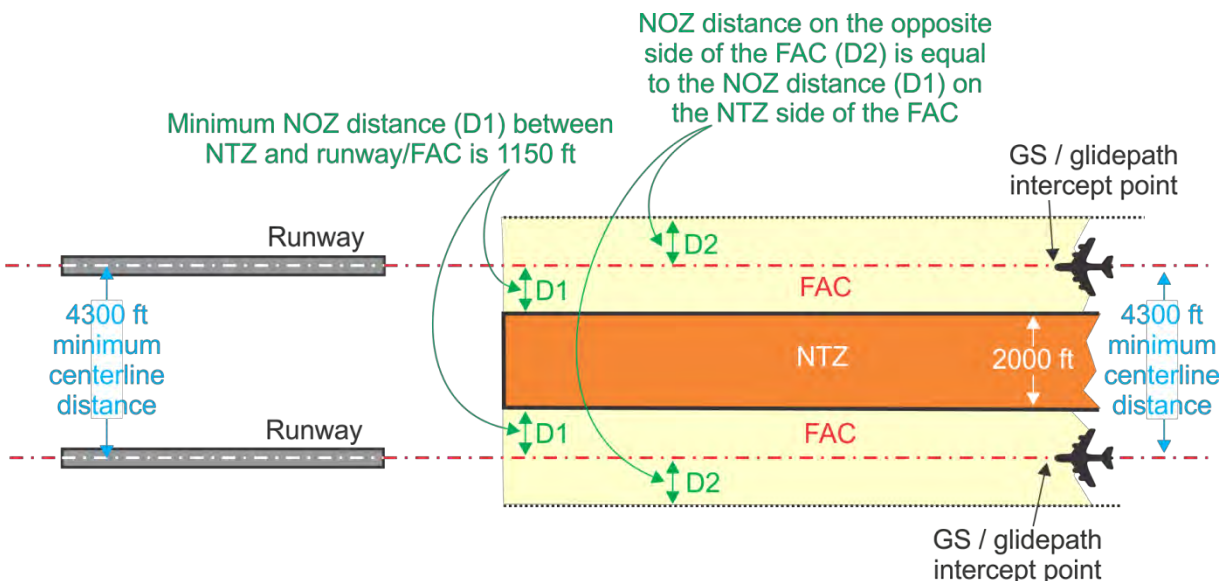 NOZ distance on the opposite
side of the FAC (D2) is equal
to the NOZ distance (D1) on
the NTZ side of the FAC
Minimum NOZ distance (D1) between
NTZ and runway/FAC is 1150 ft
GS / glidepath
intercept point
Runway
D2
D1
FAC
4300 ft
minimum
centerline
distance
NTZ
2000 ft
4300 ft
minimum
centerline
distance
Runway
D1
FAC
D2
GS / glidepath
intercept point